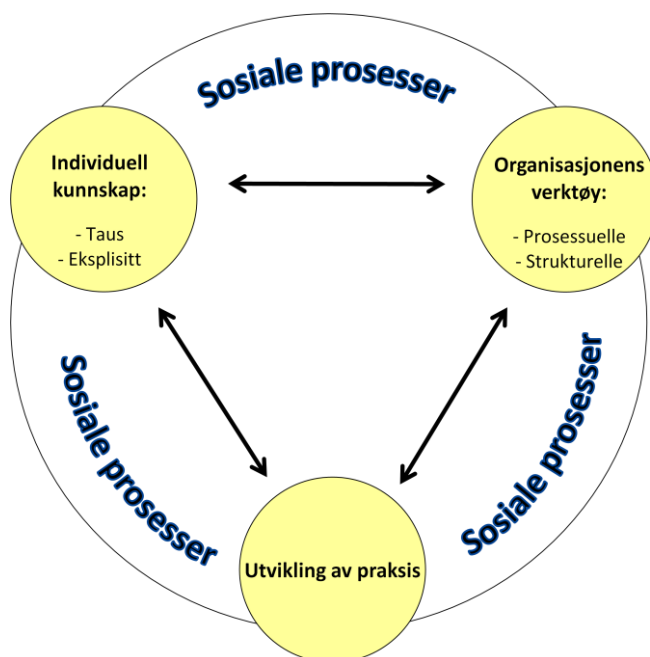 Sosiale prosesser
Individuell
kunnskap:
- Taus
- Eksplisitt
Organisasjonens
verktøy:
- Prosessuelle
- Strukturelle
Sosiale prosesser
Sosiale prosesser
Utvikling av praksis